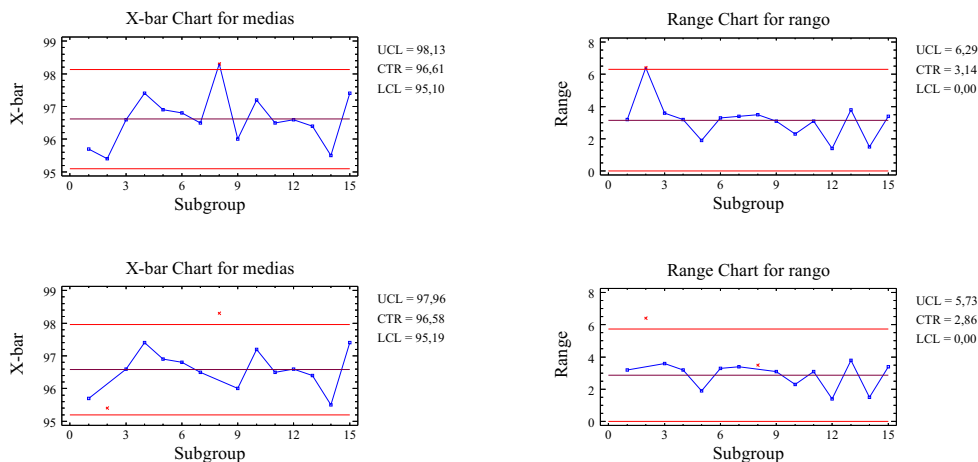 X-bar Chart for medias
X-bar
99
98
97
96
95
0 3 6 9 12 15
Subgroup
UCL = 98,13
CTR = 96,61
LCL = 95,10
Range Chart for rango
Range
8
6
4
2
0
0 3 6 9 12 15
Subgroup
UCL = 6,29
CTR = 3,14
LCL = 0,00
X-bar Chart for medias
X-bar
99
98
97
96
95
0 3 6 9 12 15
Subgroup
UCL = 97,96
CTR = 96,58
LCL = 95,19
Range Chart for rango
Range
8
6
4
2
0
0 3 6 9 12 15
Subgroup
UCL = 5,73
CTR = 2,86
LCL = 0,00